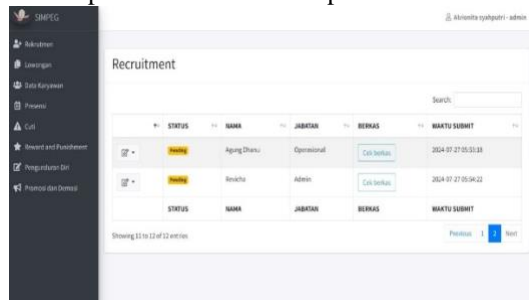 SIMPEG
Abrionita syahputri - admin
Rekrutmen
Lowongan
Data Karyawan
Presensi
Cuti
Reward and Punishment
Pengunduran Diri
Promosi dan Demosi
Recruitment
Search:
STATUS NAMA JABATAN BERKAS WAKTU SUBMIT
Pending Agung Dhanu Operasional Cek berkas 2024-07-27 05:53:18
Pending Revicho Admin Cek berkas 2024-07-27 05:54:22
STATUS NAMA JABATAN BERKAS WAKTU SUBMIT
Showing 11 to 12 of 12 entries
Previous 1 2 Next